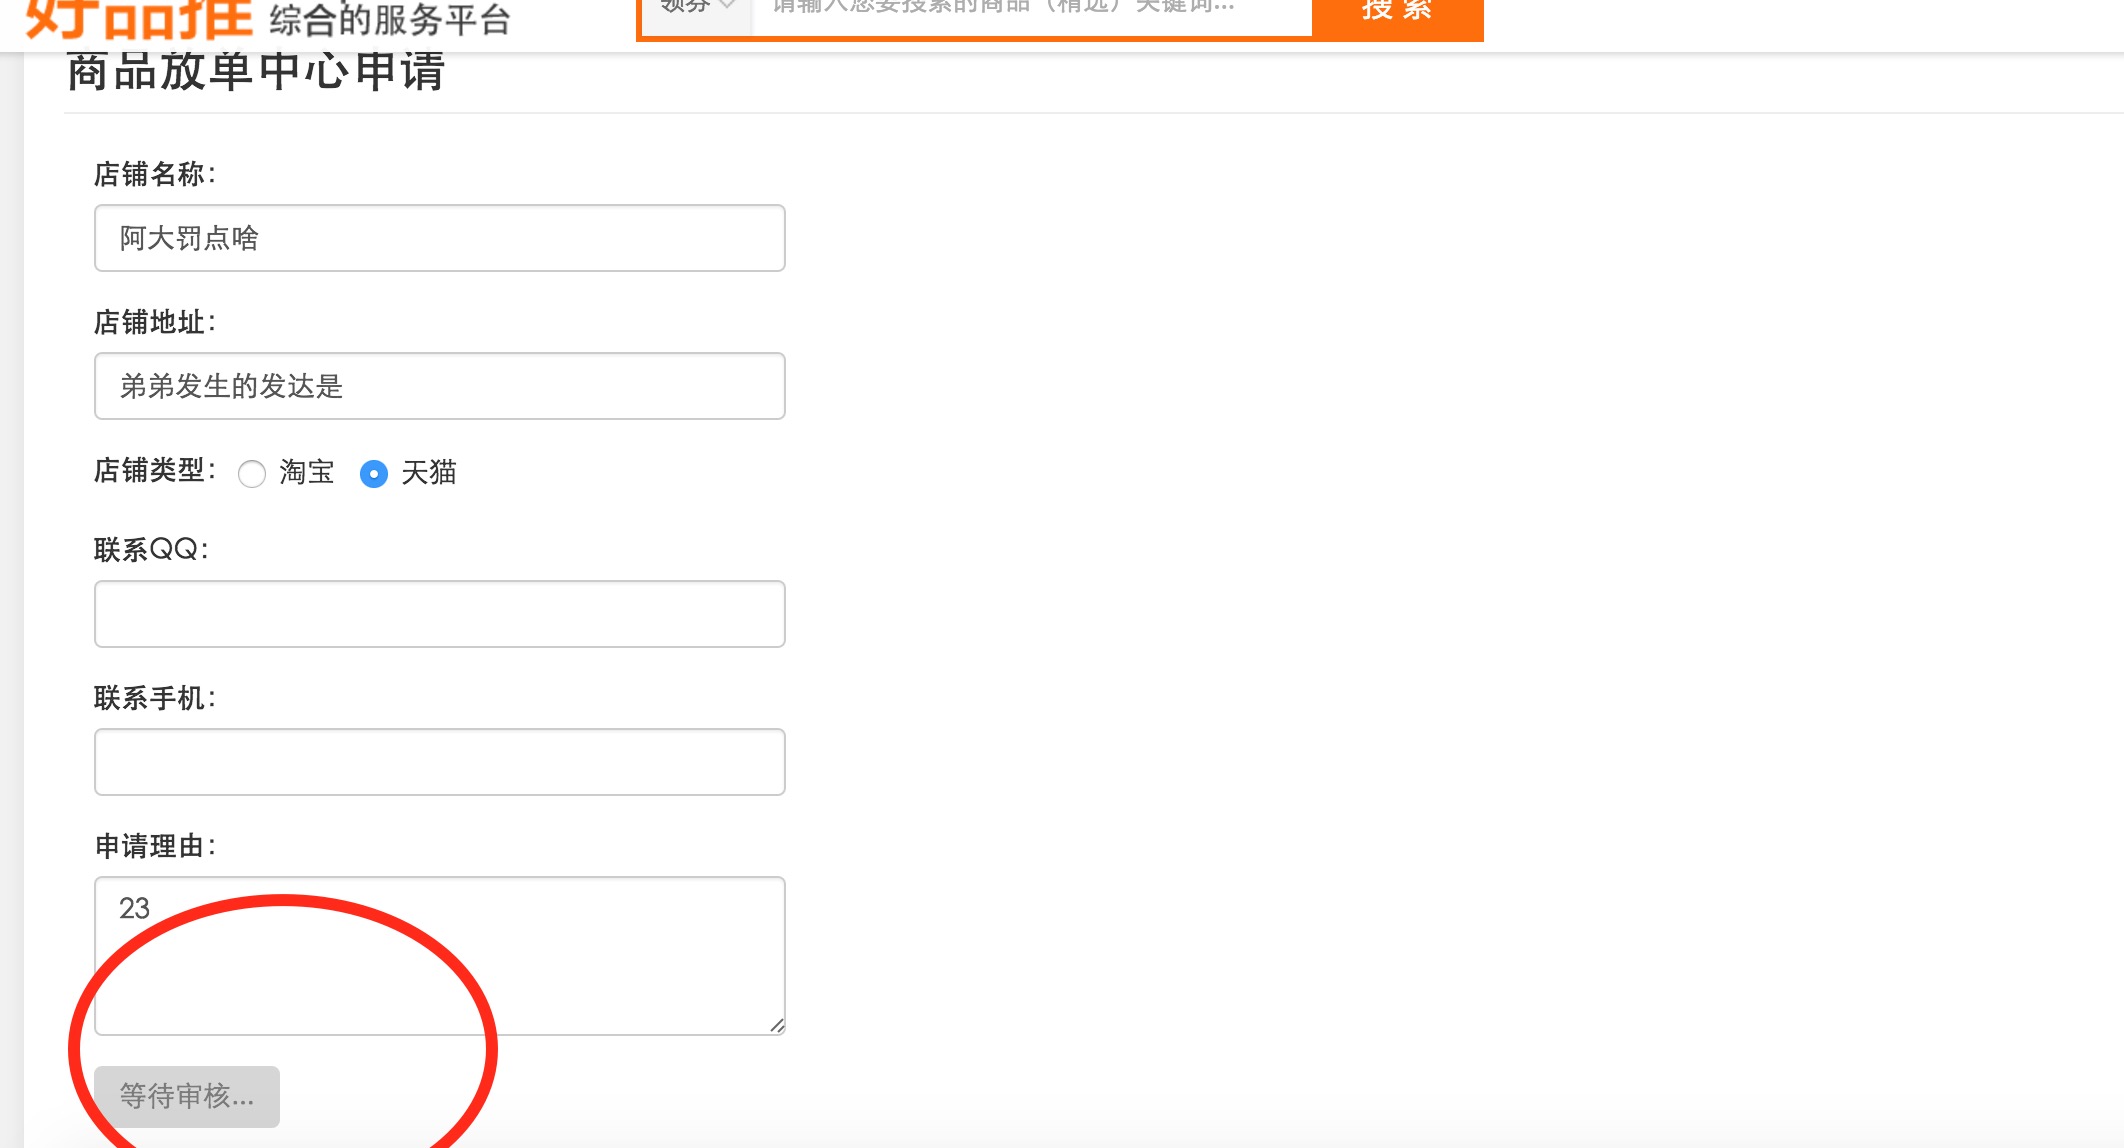 好品推 综合的服务平台
领券 请输入您要搜索的商品（精选）关键词... 搜 索
商品放单中心申请
店铺名称：
阿大罚点啥
店铺地址：
弟弟发生的发达是
店铺类型： 淘宝 天猫
联系QQ：
联系手机：
申请理由：
23
等待审核...